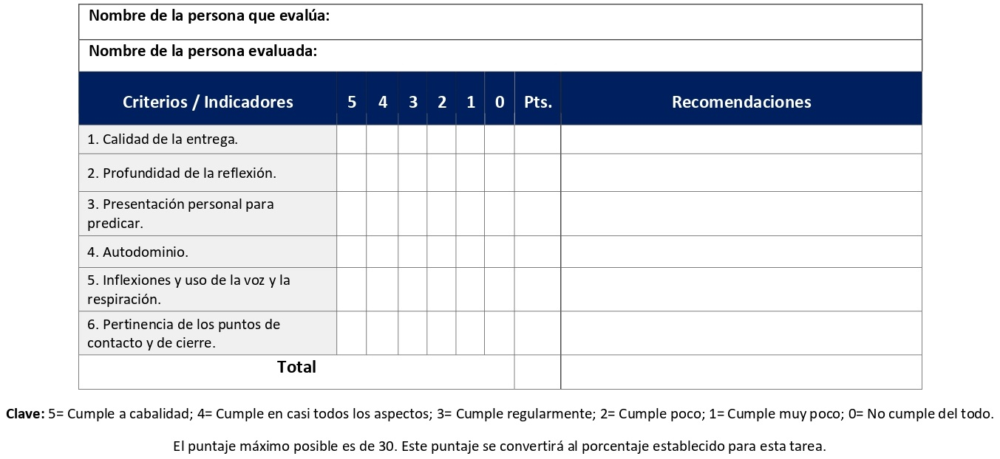 Nombre de la persona que evalúa:
Nombre de la persona evaluada:
Criterios / Indicadores 5 4 3 2 1 0 Pts. Recomendaciones
1. Calidad de la entrega.
2. Profundidad de la reflexión.
3. Presentación personal para
predicar.
4. Autodominio.
5. Inflexiones y uso de la voz y la
respiración.
6. Pertinencia de los puntos de
contacto y de cierre.
Total
Clave: 5= Cumple a cabalidad; 4= Cumple en casi todos los aspectos; 3= Cumple regularmente; 2= Cumple poco; 1= Cumple muy poco; 0= No cumple del todo.
El puntaje máximo posible es de 30. Este puntaje se convertirá al porcentaje establecido para esta tarea.